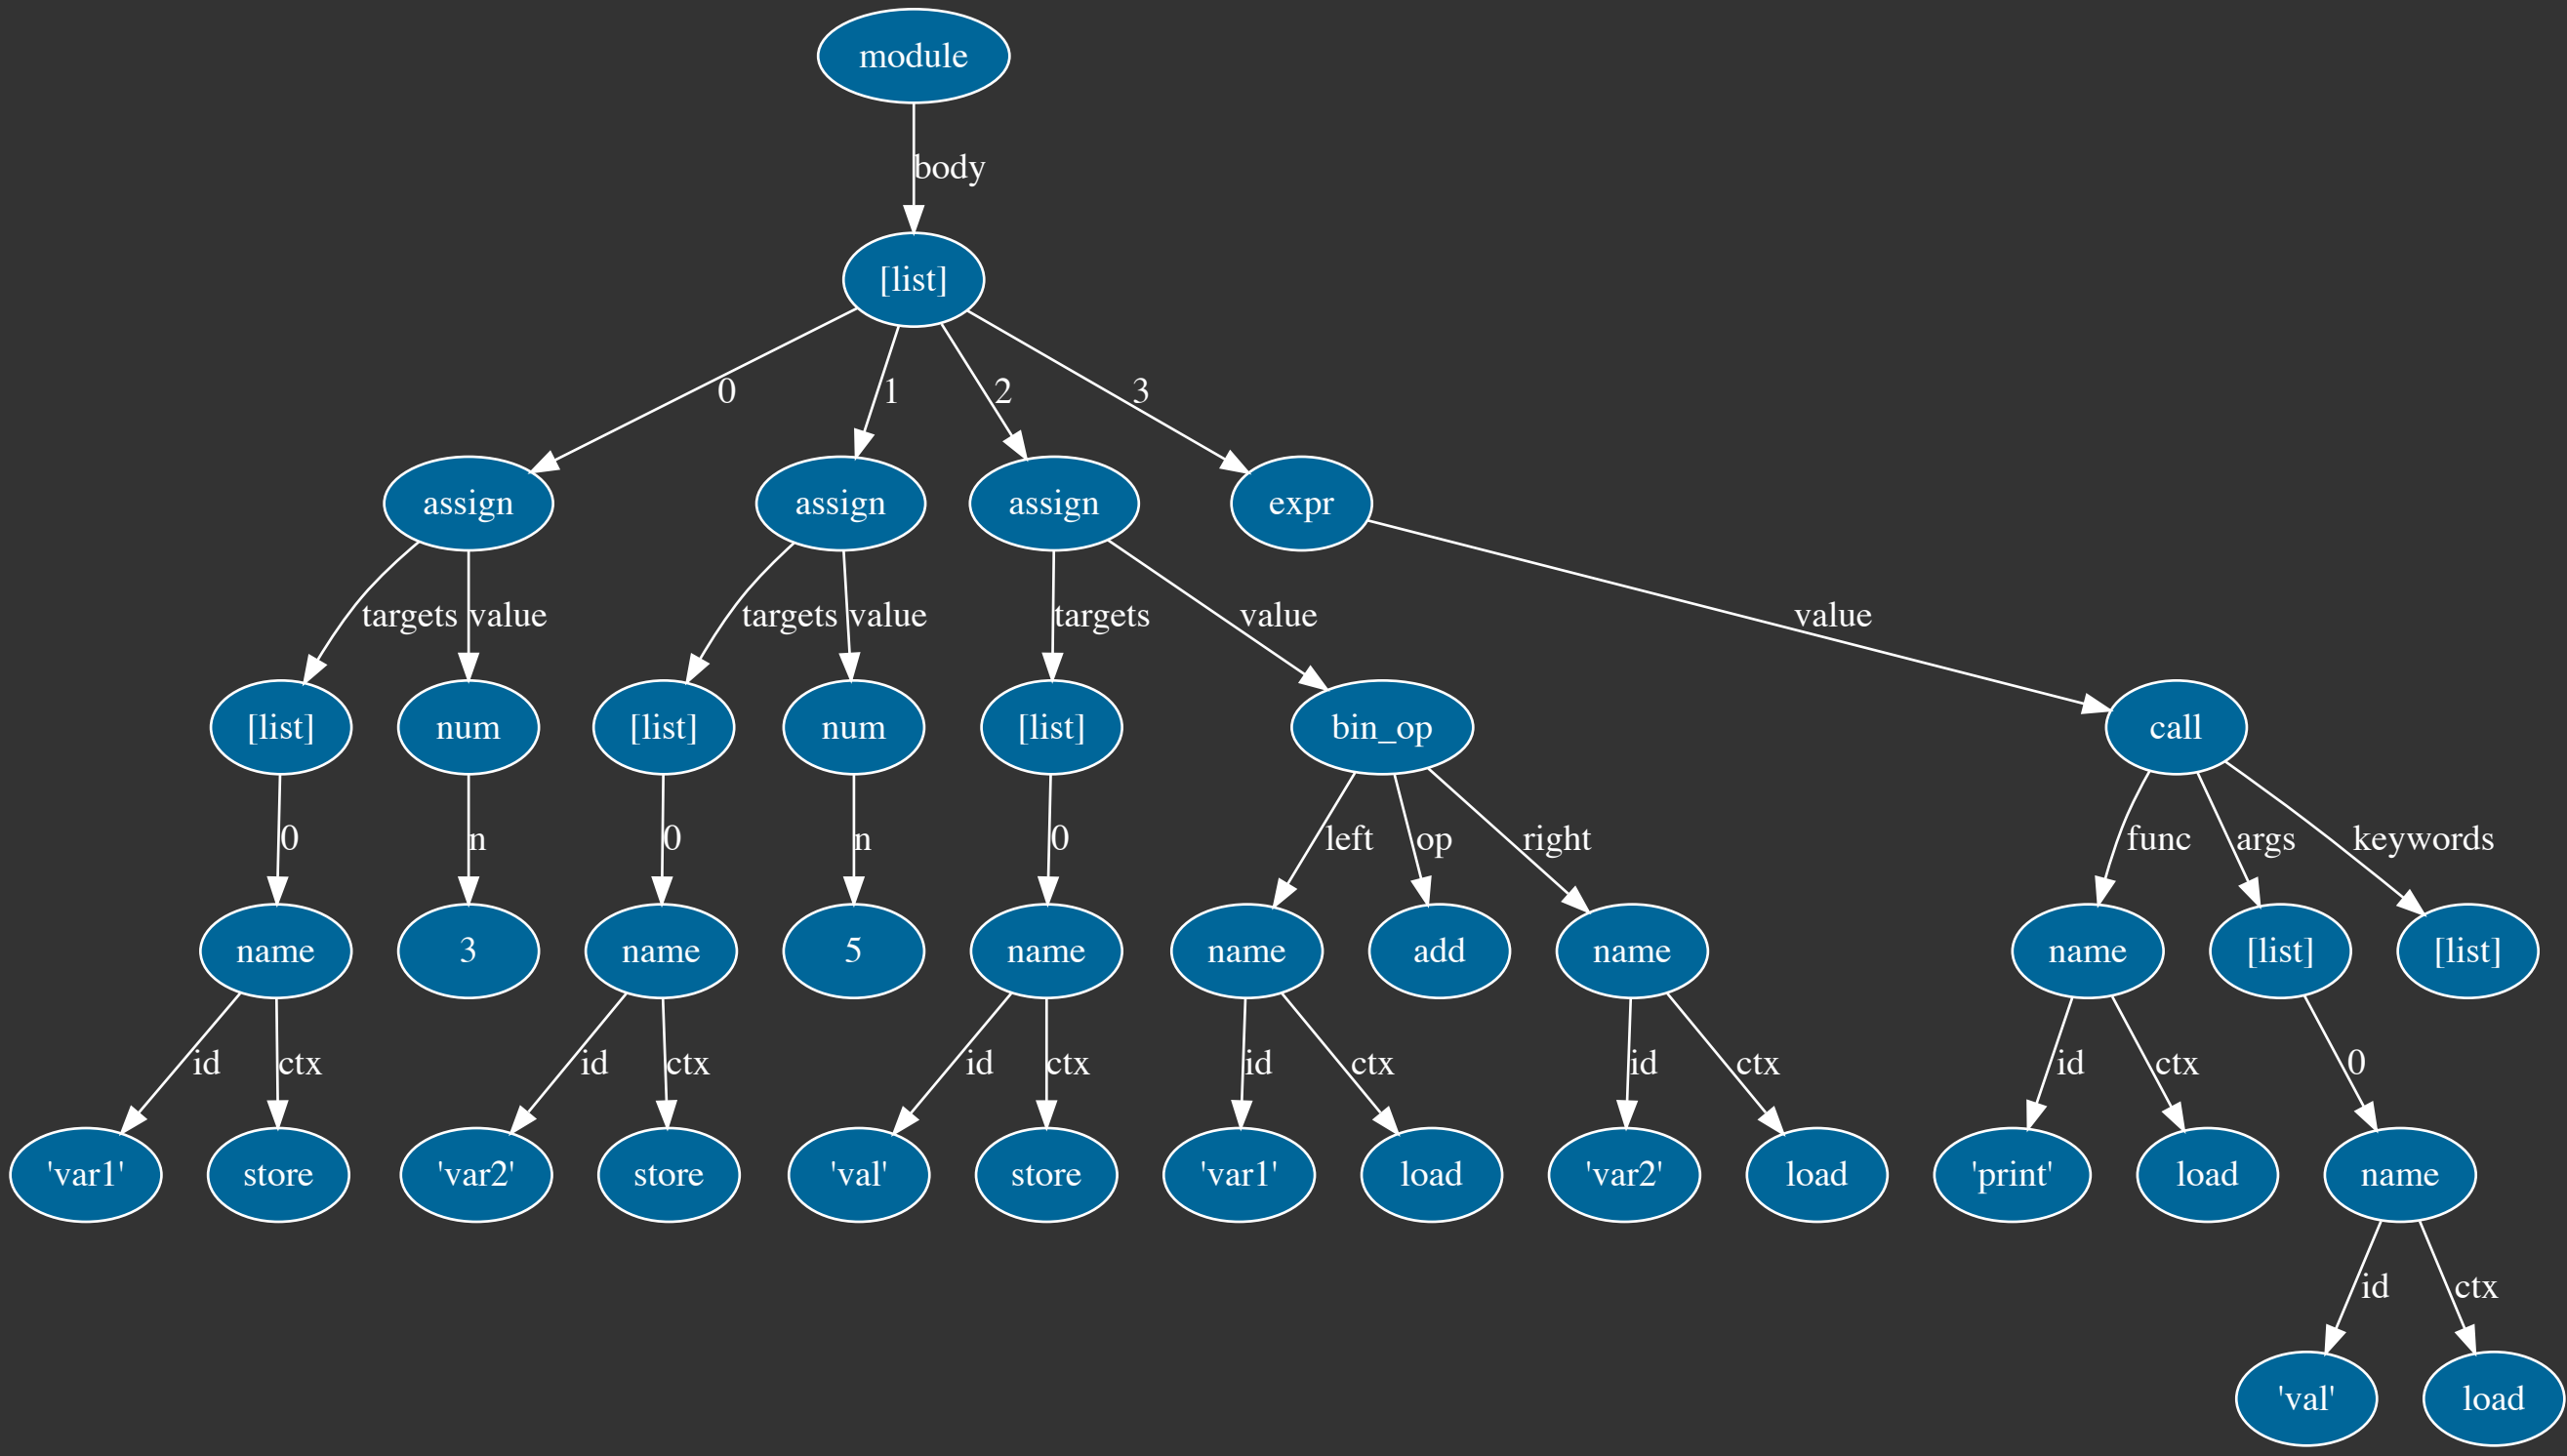 module
body
[list]
0 1 2 3
assign assign assign expr
targets value targets value targets value value
[list] num [list] num [list] bin_op call
0 n 0 n 0 left op right func args keywords
name 3 name 5 name name add name name [list] [list]
id ctx id ctx id ctx id ctx id ctx id ctx 0
'var1' store 'var2' store 'val' store 'var1' load 'var2' load 'print' load name
id ctx
'val' load